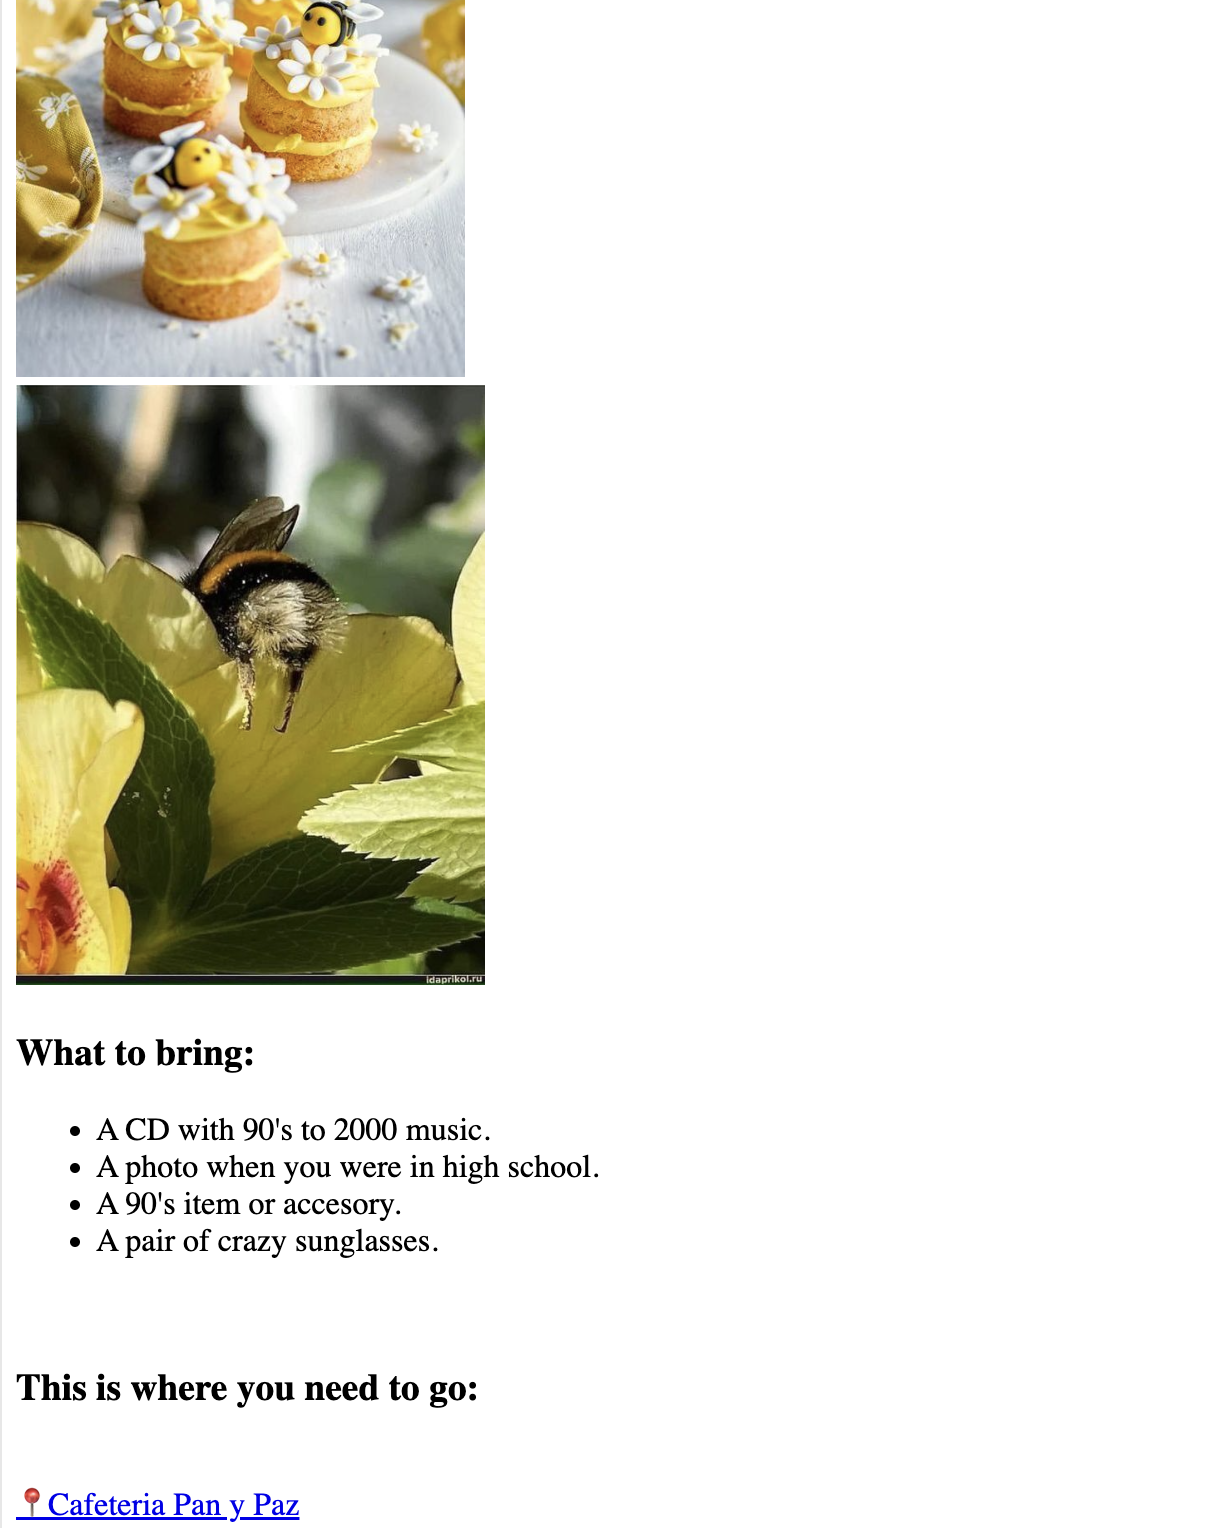 idaprikol.ru
What to bring:
A CD with 90's to 2000 music.
A photo when you were in high school.
A 90's item or accesory.
A pair of crazy sunglasses.
This is where you need to go:
📍Cafeteria Pan y Paz